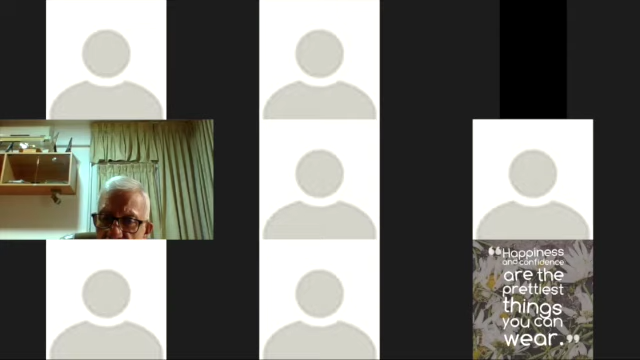 “Happiness
and confidence
are the
prettiest
things
you can
wear.”